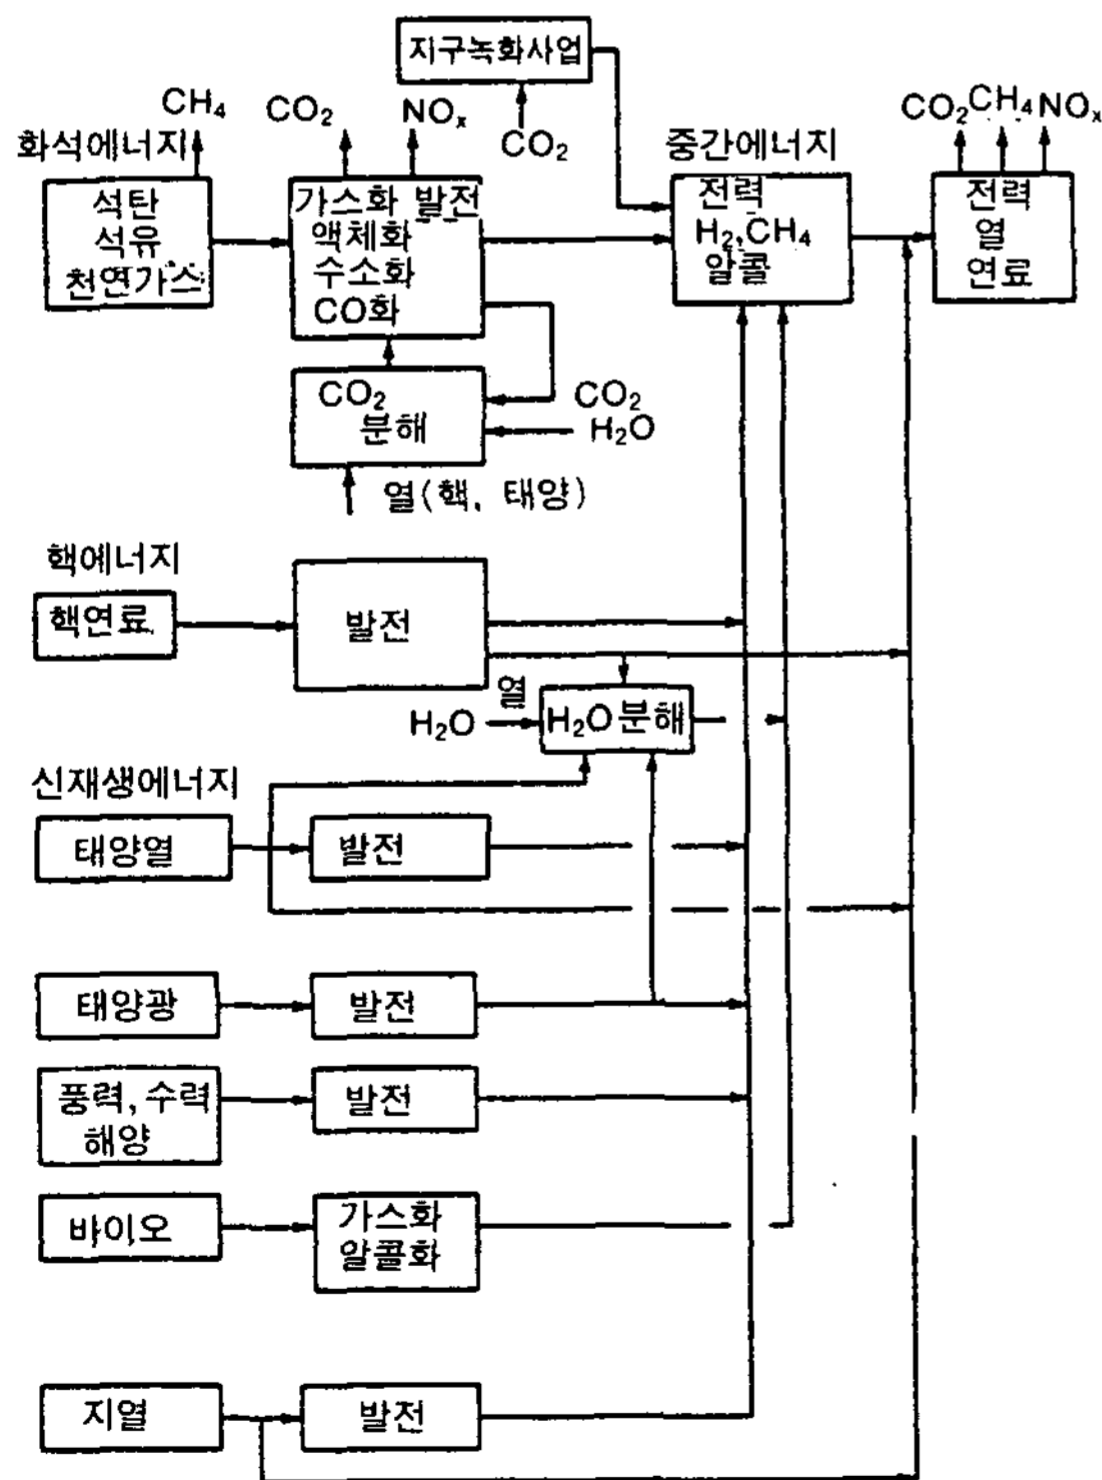 지구녹화사업
CH₄
CO₂
NOₓ
CO₂
CO₂CH₄NOₓ
화석에너지
중간에너지
석탄
석유
천연가스
가스화 발전
액체화
수소화
CO화
전력
H₂,CH₄
알콜
전력
열
연료
CO₂
분해
CO₂
H₂O
열(핵, 태양)
핵에너지
핵연료
발전
열
H₂O
H₂O분해
신재생에너지
태양열
발전
태양광
발전
풍력,수력
해양
발전
바이오
가스화
알콜화
지열
발전